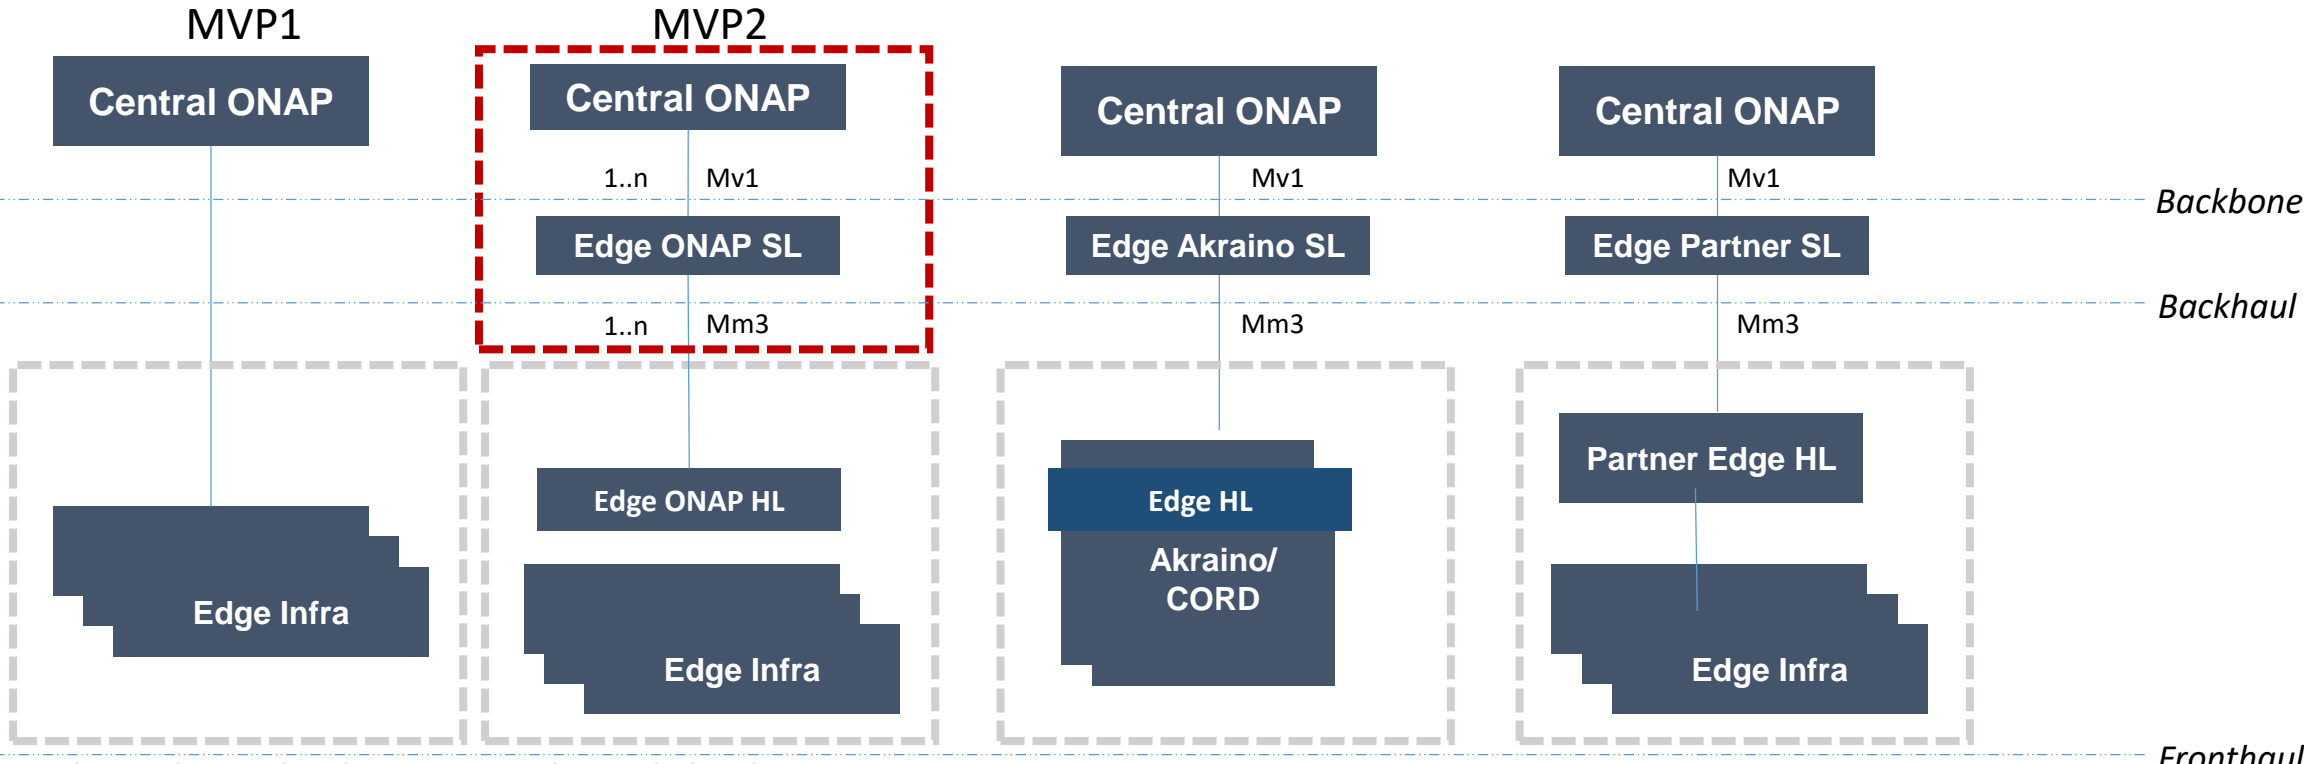 MVP1
MVP2
Central ONAP
Central ONAP
Central ONAP
Central ONAP
1..n
Mv1
Mv1
Mv1
Backbone
Edge ONAP SL
Edge Akraino SL
Edge Partner SL
Backhaul
1..n
Mm3
Mm3
Mm3
Partner Edge HL
Edge ONAP HL
Edge HL
Akraino/
CORD
Edge Infra
Edge Infra
Edge Infra
Fronthaul